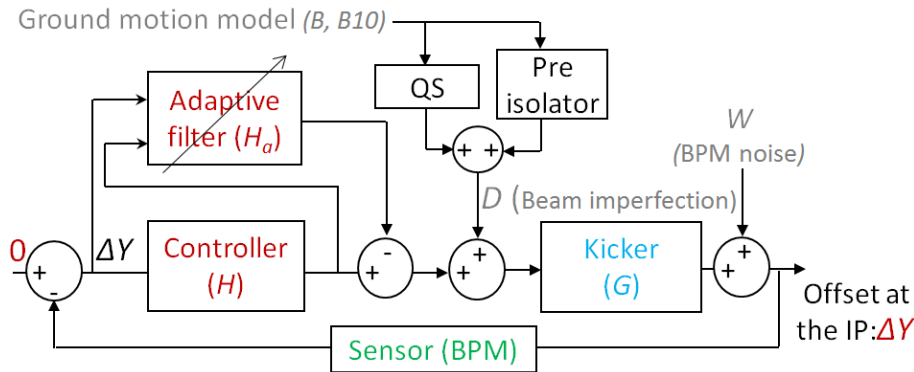 Ground motion model (B, B10)
QS
Pre
isolator
Adaptive
filter (Ha)
+ +
W
(BPM noise)
D (Beam imperfection)
0
+
-
ΔY
Controller
(H)
-
+
+
+
Kicker
(G)
+
+
Offset at
the IP:ΔY
Sensor (BPM)